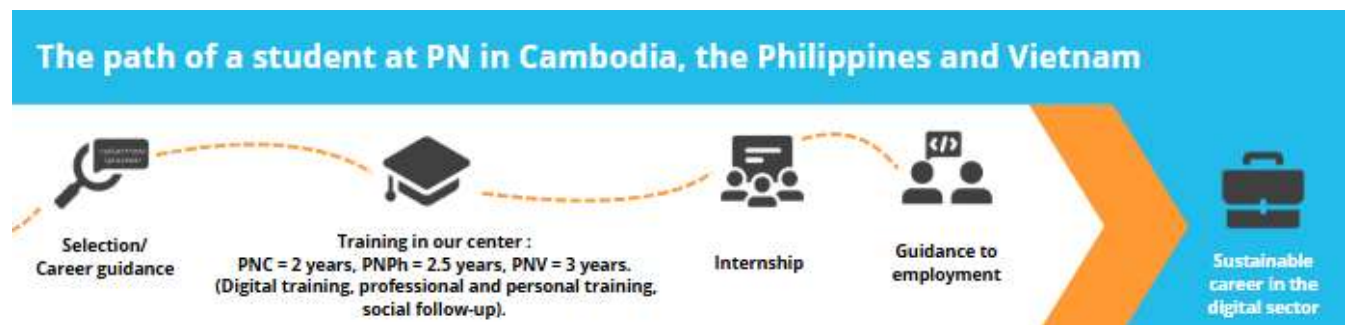 The path of a student at PN in Cambodia, the Philippines and Vietnam
</>
Selection/
Career guidance
Training in our center :
PNC = 2 years, PNPh = 2.5 years, PNV = 3 years.
(Digital training, professional and personal training,
social follow-up).
Internship
Guidance to
employment
Sustainable
career in the
digital sector